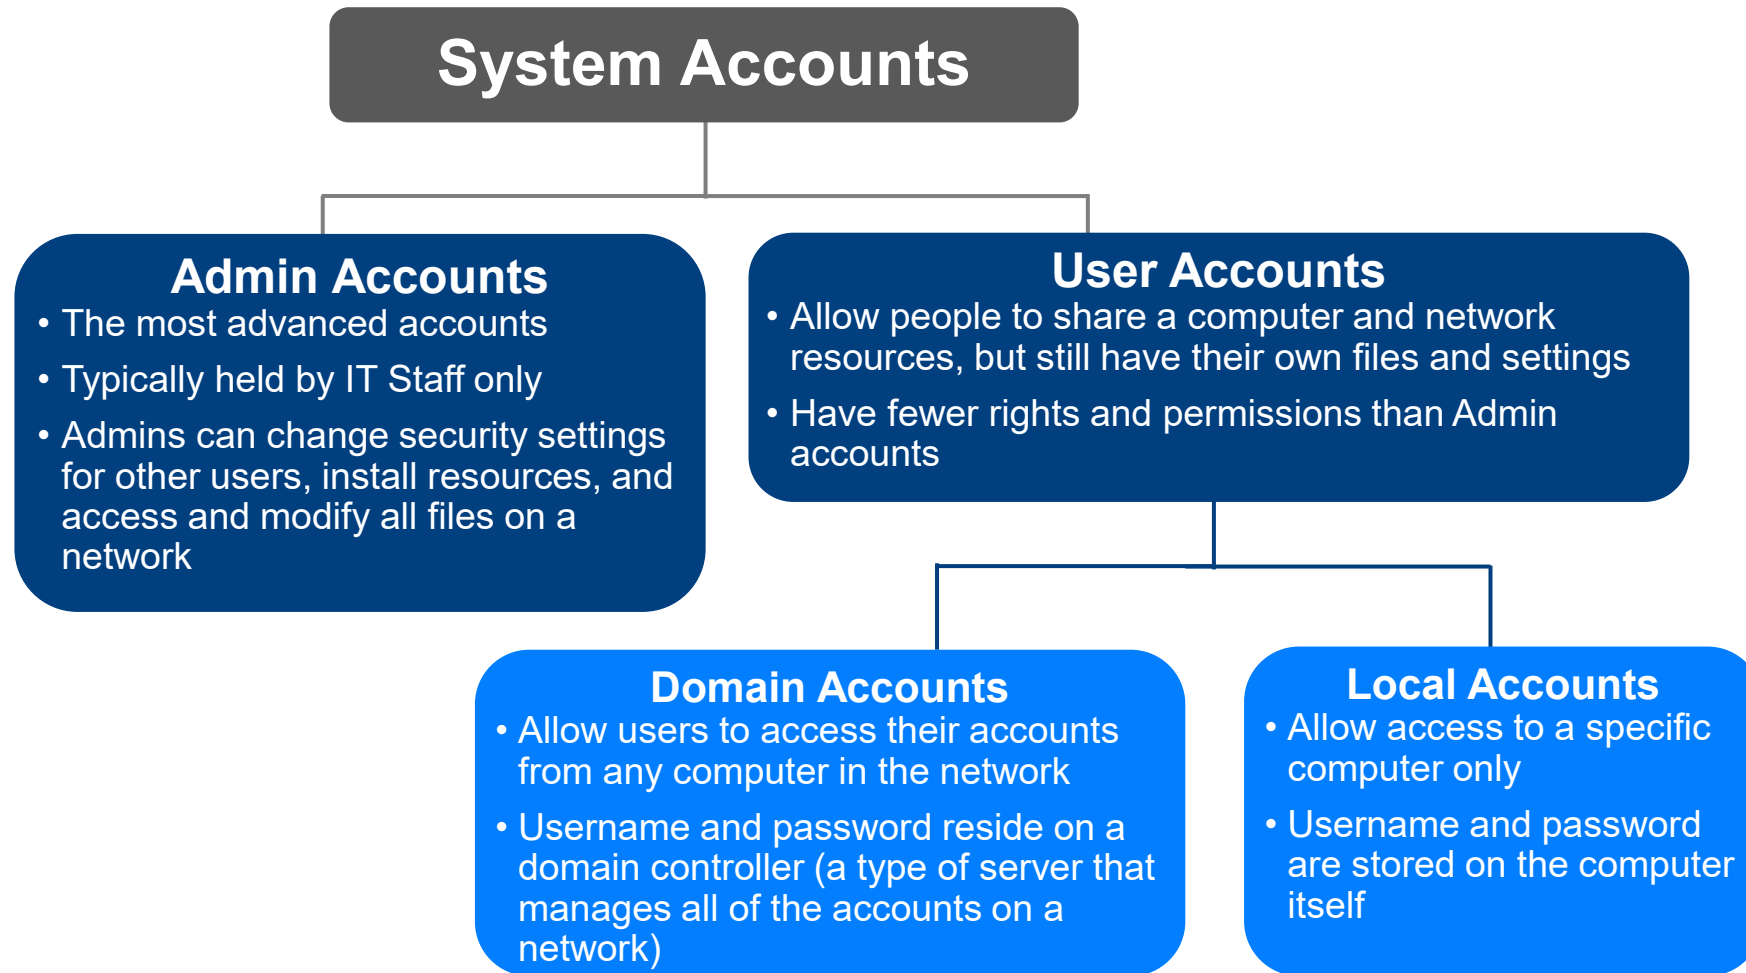 System Accounts
Admin Accounts
• The most advanced accounts
• Typically held by IT Staff only
• Admins can change security settings
for other users, install resources, and
access and modify all files on a
network
User Accounts
• Allow people to share a computer and network
resources, but still have their own files and settings
• Have fewer rights and permissions than Admin
accounts
Domain Accounts
• Allow users to access their accounts
from any computer in the network
• Username and password reside on a
domain controller (a type of server that
manages all of the accounts on a
network)
Local Accounts
• Allow access to a specific
computer only
• Username and password
are stored on the computer
itself